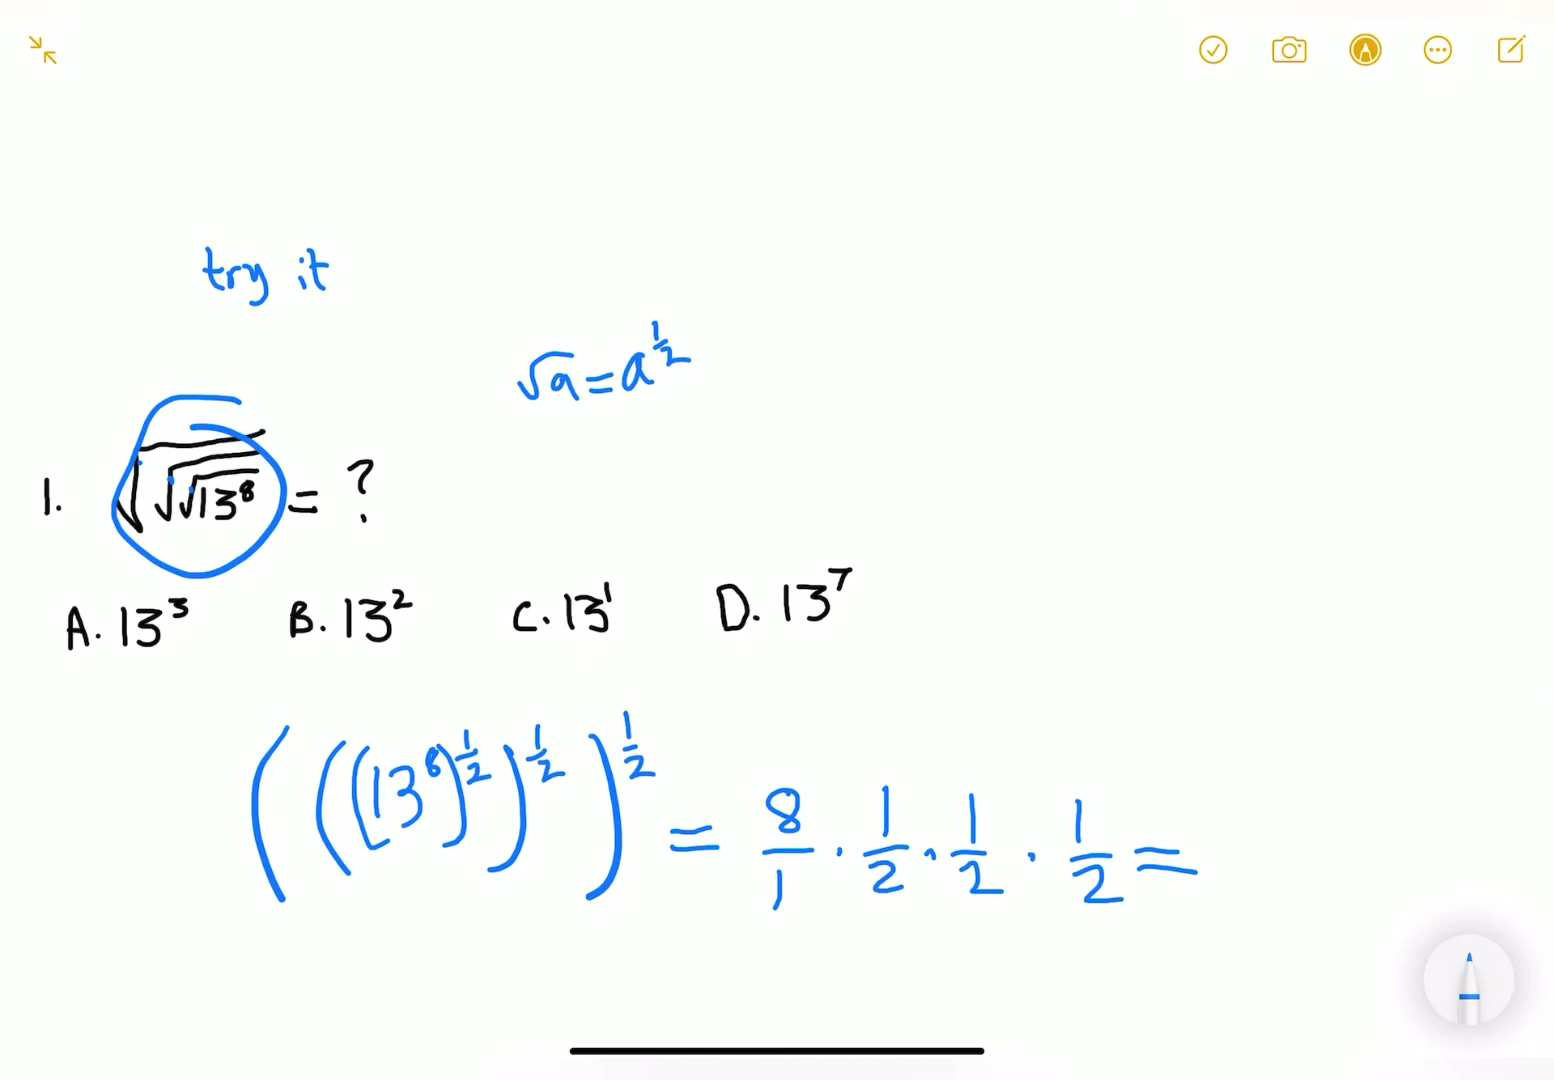 try it
√a = a^{1/2}
1. √(√(√(13⁸))) = ?
A. 13³ B. 13² C. 13¹ D. 13⁷
(((13⁸)^{1/2})^{1/2})^{1/2} = 8/1 · 1/2 · 1/2 · 1/2 =